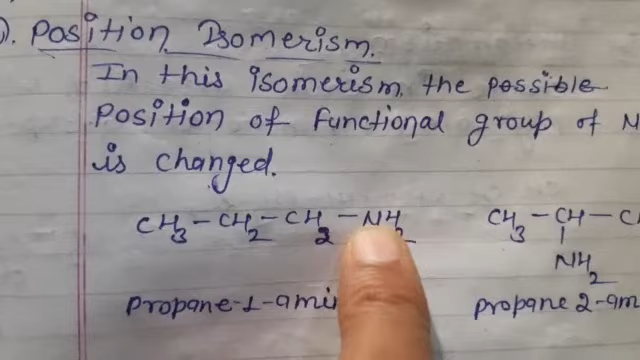 ). Position Isomerism.
In this isomerism, the possible
position of functional group of N
is changed.
CH3-CH2-CH2-NH2 CH3-CH-C
NH2
propane-1-ami propane 2-am